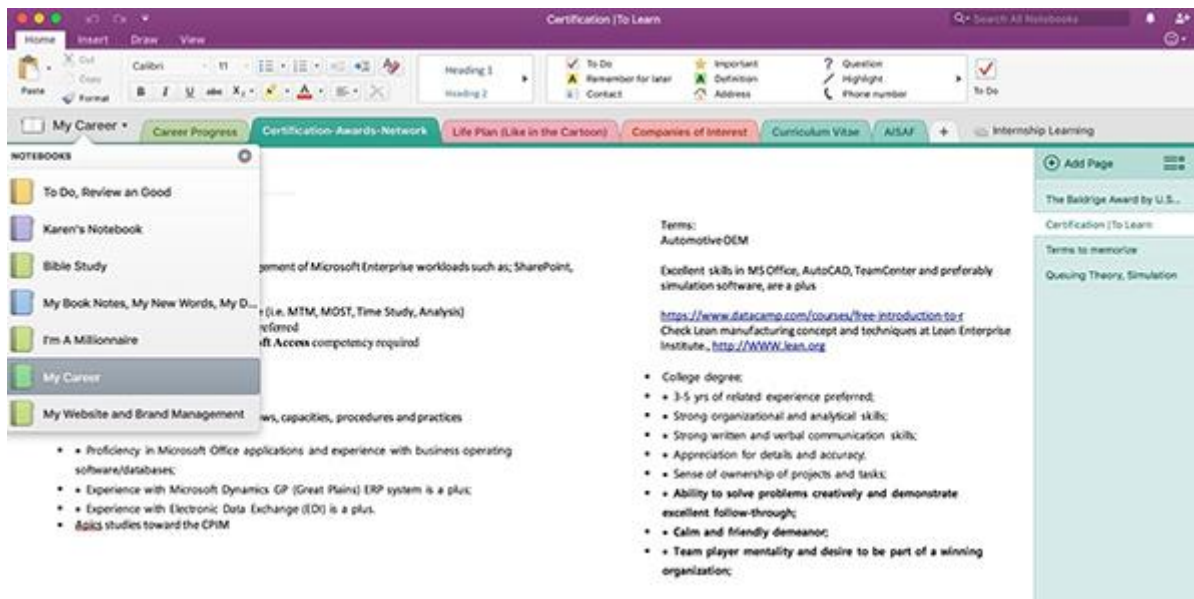 Certification |To Learn
Search All Notebooks
Home Insert Draw View
Paste
Cut
Copy
Format
Calibri 11
B I U abc X₂ A
Heading 1
Heading 2
To Do
Remember for later
Contact
Important
Definition
Address
Question
Highlight
Phone number
To Do
My Career
Career Progress
Certification-Awards-Network
Life Plan (Like in the Cartoon)
Companies of Interest
Curriculum Vitae
AISAF
+
Internship Learning
NOTEBOOKS
To Do, Review an Good
Karen's Notebook
Bible Study
My Book Notes, My New Words, My D...
I'm A Millionnaire
My Career
My Website and Brand Management
gement of Microsoft Enterprise workloads such as; SharePoint,
e (i.e. MTM, MOST, Time Study, Analysis)
referred
ft Access competency required
ows, capacities, procedures and practices
• • Proficiency in Microsoft Office applications and experience with business operating
software/databases;
• • Experience with Microsoft Dynamics GP (Great Plains) ERP system is a plus;
• • Experience with Electronic Data Exchange (EDI) is a plus.
• Apics studies toward the CPIM
Terms:
Automotive OEM
Excellent skills in MS Office, AutoCAD, TeamCenter and preferably
simulation software, are a plus
https://www.datacamp.com/courses/free-introduction-to-r
Check Lean manufacturing concept and techniques at Lean Enterprise
Institute., http://WWW.lean.org
• College degree;
• + 3-5 yrs of related experience preferred;
• • Strong organizational and analytical skills;
• • Strong written and verbal communication skills;
• • Appreciation for details and accuracy.
• • Sense of ownership of projects and tasks;
• • Ability to solve problems creatively and demonstrate
excellent follow-through;
• • Calm and friendly demeanor;
• • Team player mentality and desire to be part of a winning
organization;
Add Page
The Baldrige Award by U.S...
Certification |To Learn
Terms to memorize
Queuing Theory, Simulation